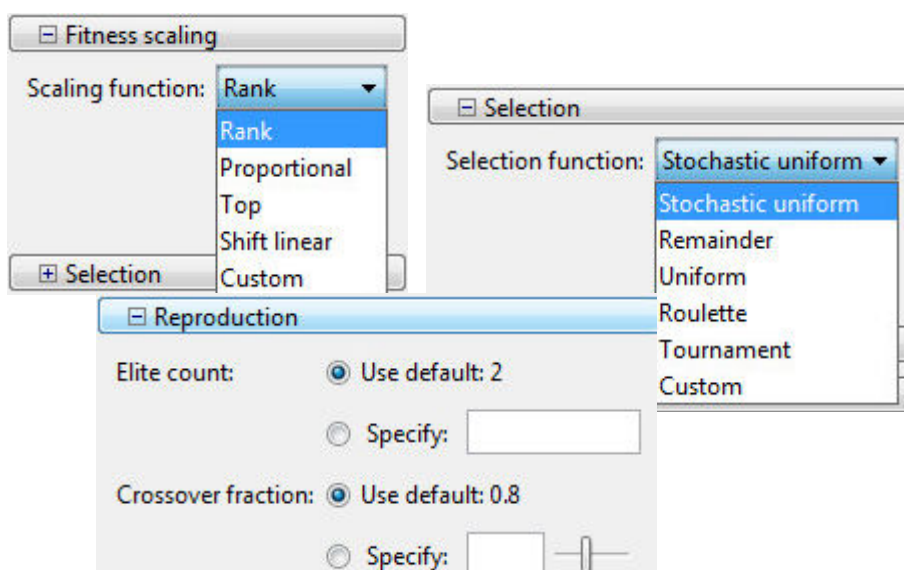 Fitness scaling
Scaling function: Rank
Rank
Proportional
Top
Shift linear
Custom
Selection
Selection
Selection function: Stochastic uniform
Stochastic uniform
Remainder
Uniform
Roulette
Tournament
Custom
Reproduction
Elite count: Use default: 2
Specify:
Crossover fraction: Use default: 0.8
Specify: